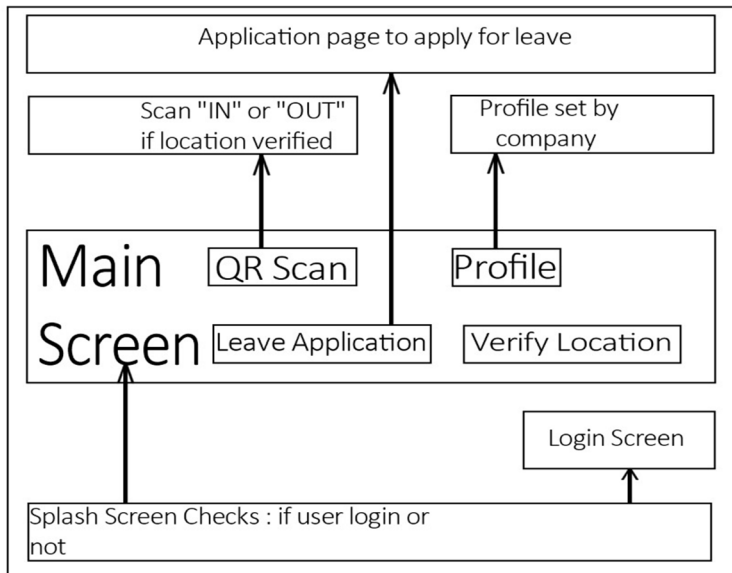 Application page to apply for leave
Scan "IN" or "OUT"
if location verified
Profile set by
company
Main
Screen
QR Scan
Profile
Leave Application
Verify Location
Login Screen
Splash Screen Checks : if user login or
not